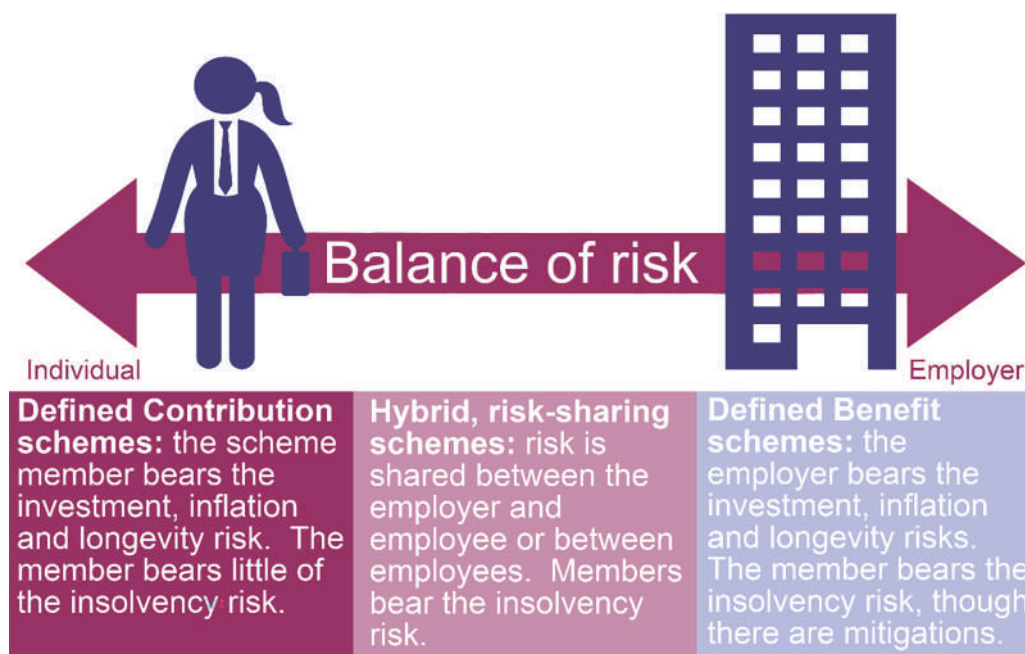 Balance of risk
Individual
Employer
Defined Contribution
schemes: the scheme
member bears the
investment, inflation
and longevity risk. The
member bears little of
the insolvency risk.
Hybrid, risk-sharing
schemes: risk is
shared between the
employer and
employee or between
employees. Members
bear the insolvency
risk.
Defined Benefit
schemes: the
employer bears the
investment, inflation
and longevity risks.
The member bears the
insolvency risk, though
there are mitigations.